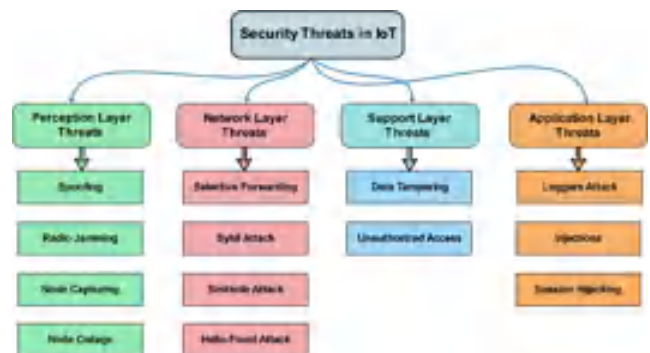 Security Threats in IoT
Perception Layer
Threats
Network Layer
Threats
Support Layer
Threats
Application Layer
Threats
Spoofing
Selective Forwarding
Data Tampering
Loggers Attack
Radio Jamming
Sybil Attack
Unauthorized Access
Injections
Node Capturing
Sinkhole Attack
Session Hijacking
Node Outage
Hello Flood Attack